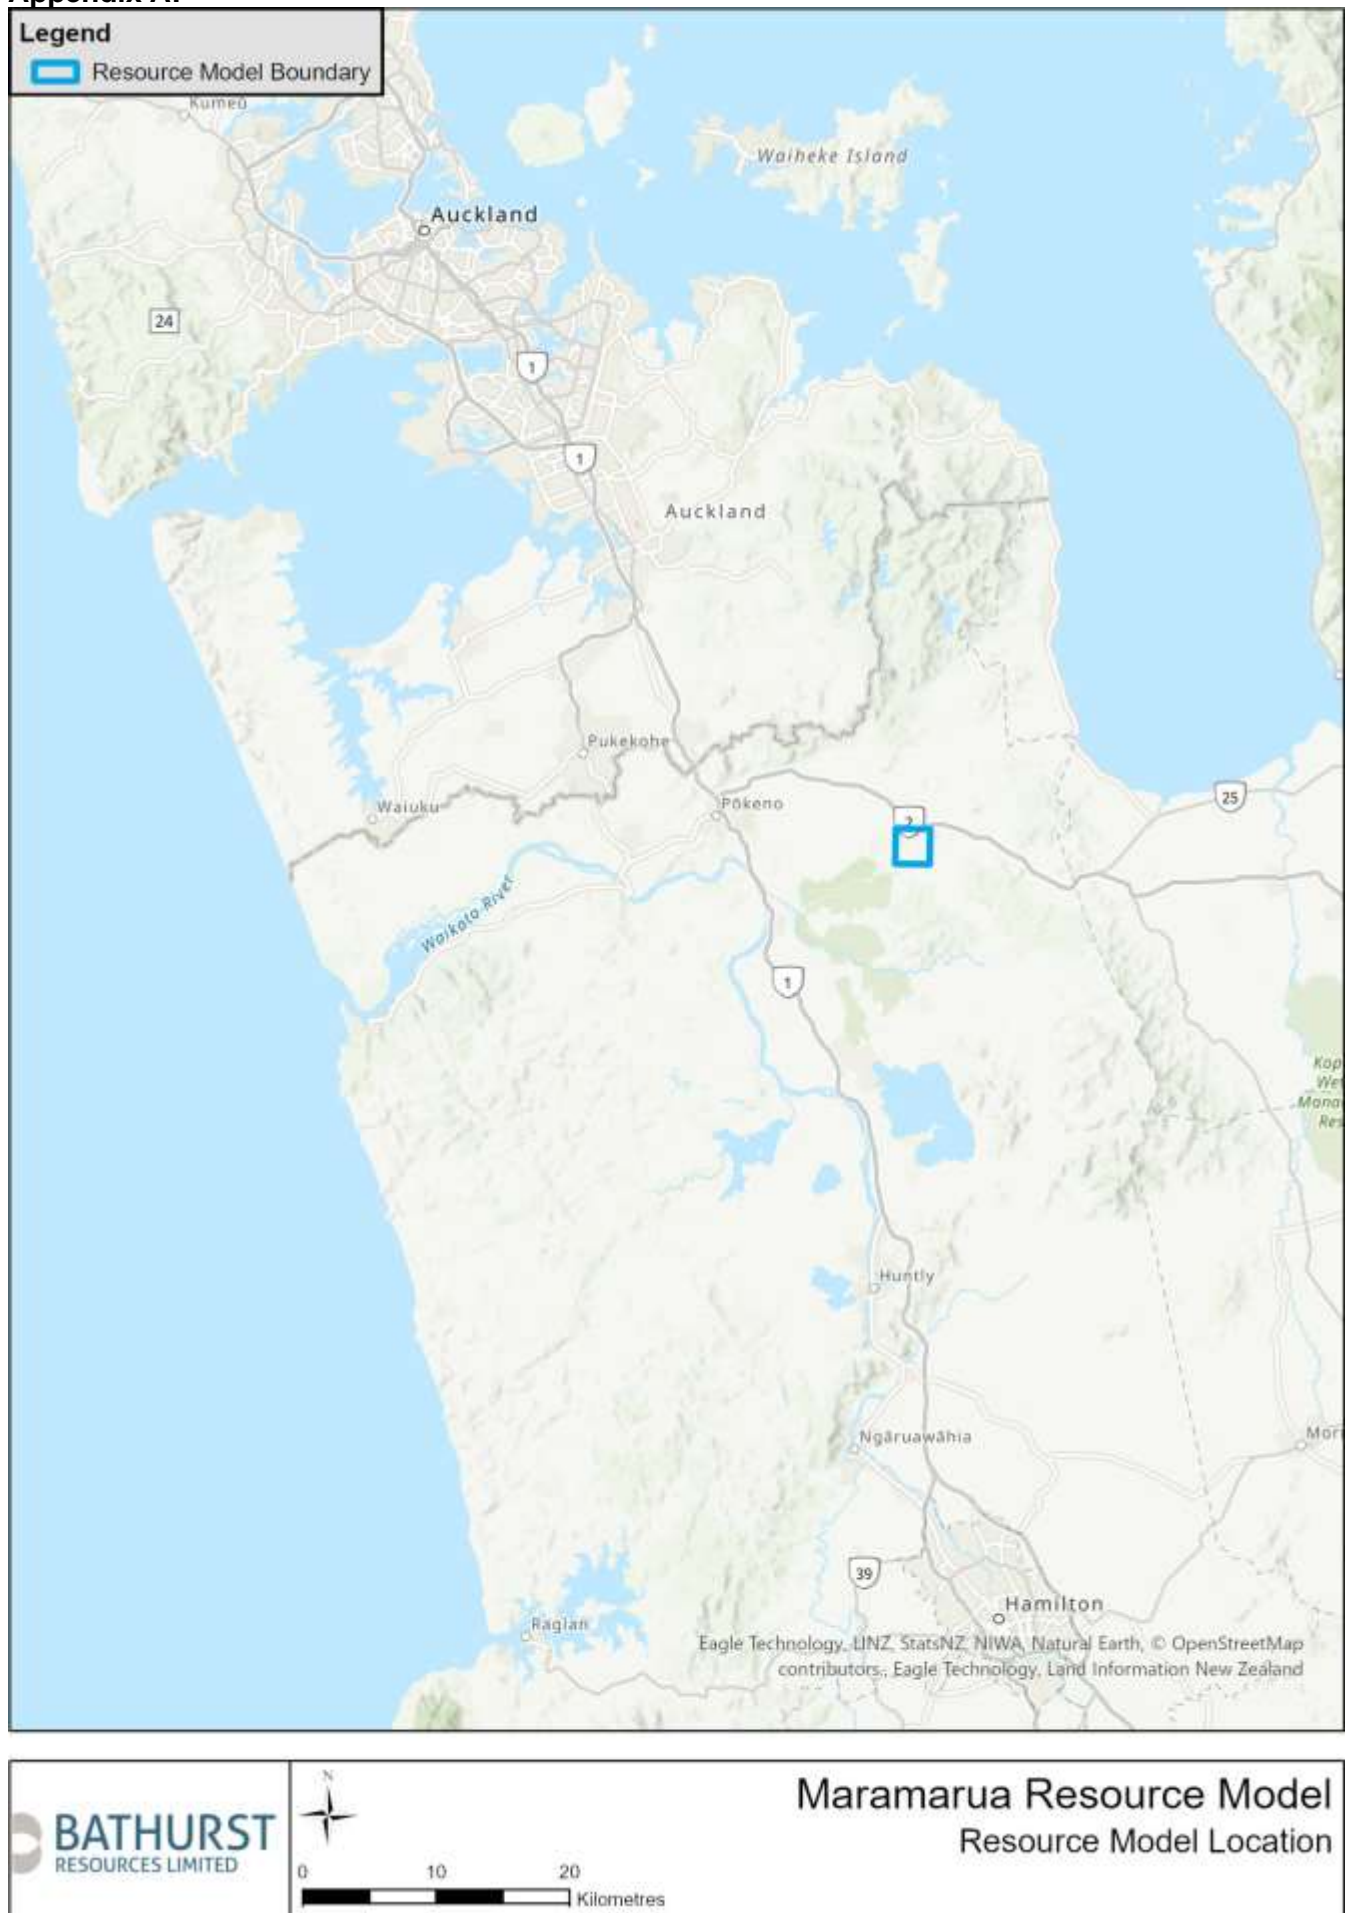 Legend
Resource Model Boundary
Kumeū
Waiheke Island
Auckland
24
1
1
Auckland
Pukekohe
Waiuku
Pōkeno
2
25
Waikato River
1
Huntly
Ngāruawāhia
39
Hamilton
Raglan
Eagle Technology, LINZ, StatsNZ, NIWA, Natural Earth, © OpenStreetMap
contributors., Eagle Technology, Land Information New Zealand
BATHURST
RESOURCES LIMITED
N
0 10 20
Kilometres
Maramarua Resource Model
Resource Model Location